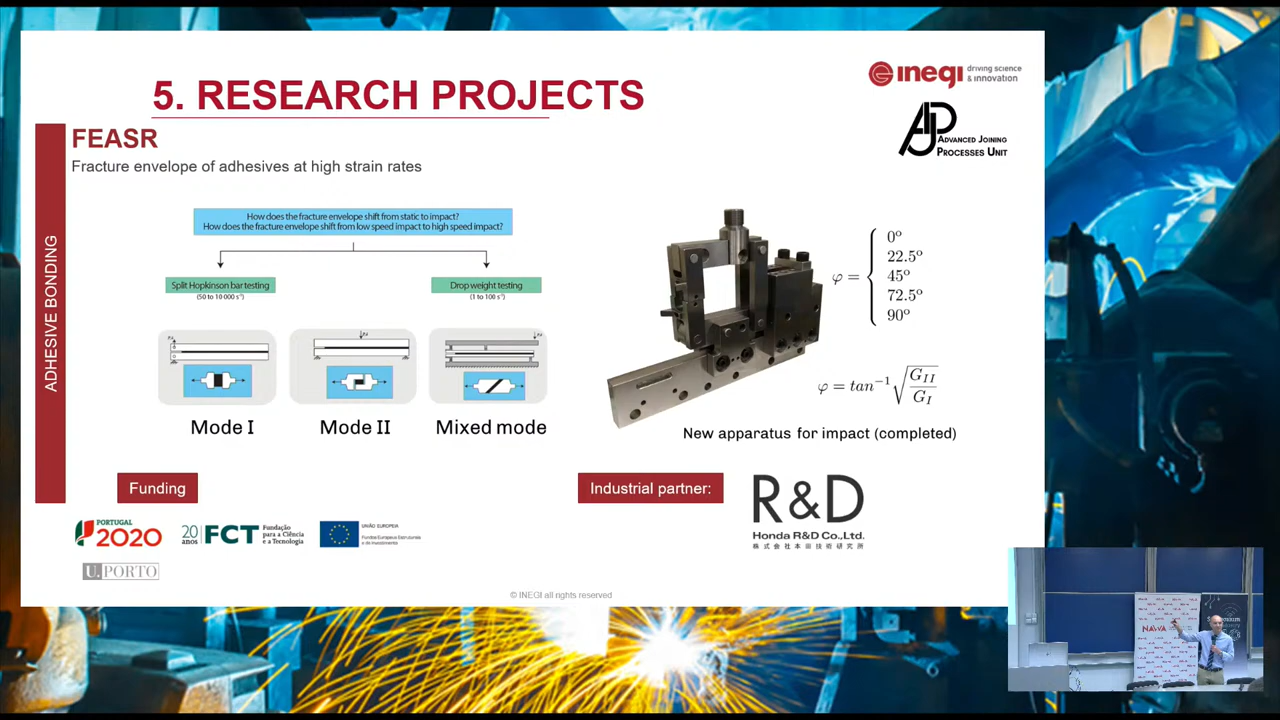 5. RESEARCH PROJECTS
inegi driving science
& innovation
AJP ADVANCED JOINING
PROCESSES UNIT
FEASR
Fracture envelope of adhesives at high strain rates
ADHESIVE BONDING
How does the fracture envelope shift from static to impact?
How does the fracture envelope shift from low speed impact to high speed impact?
Split Hopkinson bar testing
(50 to 10 000 s⁻¹)
Drop weight testing
(1 to 100 s⁻¹)
Mode I
Mode II
Mixed mode
φ = { 0º
22.5º
45º
72.5º
90º
φ = tan⁻¹ √(G_II / G_I)
New apparatus for impact (completed)
Funding
Industrial partner:
PORTUGAL
2020
20 anos FCT Fundação
para a Ciência
e a Tecnologia
UNIÃO EUROPEIA
Fundos Europeus Estruturais
e de Investimento
U.PORTO
R&D
Honda R&D Co.,Ltd.
株式会社本田技術研究所
© INEGI all rights reserved
NAWA